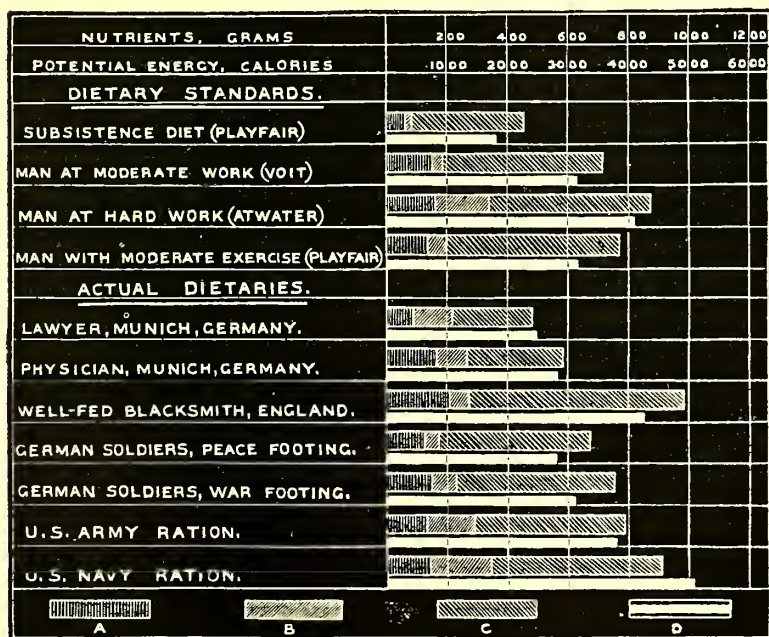 NUTRIENTS, GRAMS 200 400 600 800 1000 1200
POTENTIAL ENERGY, CALORIES 1000 2000 3000 4000 5000 6000
DIETARY STANDARDS.
SUBSISTENCE DIET (PLAYFAIR)
MAN AT MODERATE WORK (VOIT)
MAN AT HARD WORK (ATWATER)
MAN WITH MODERATE EXERCISE (PLAYFAIR)
ACTUAL DIETARIES.
LAWYER, MUNICH, GERMANY.
PHYSICIAN, MUNICH, GERMANY.
WELL-FED BLACKSMITH, ENGLAND.
GERMAN SOLDIERS, PEACE FOOTING.
GERMAN SOLDIERS, WAR FOOTING.
U.S. ARMY RATION.
U.S. NAVY RATION.
A B C D